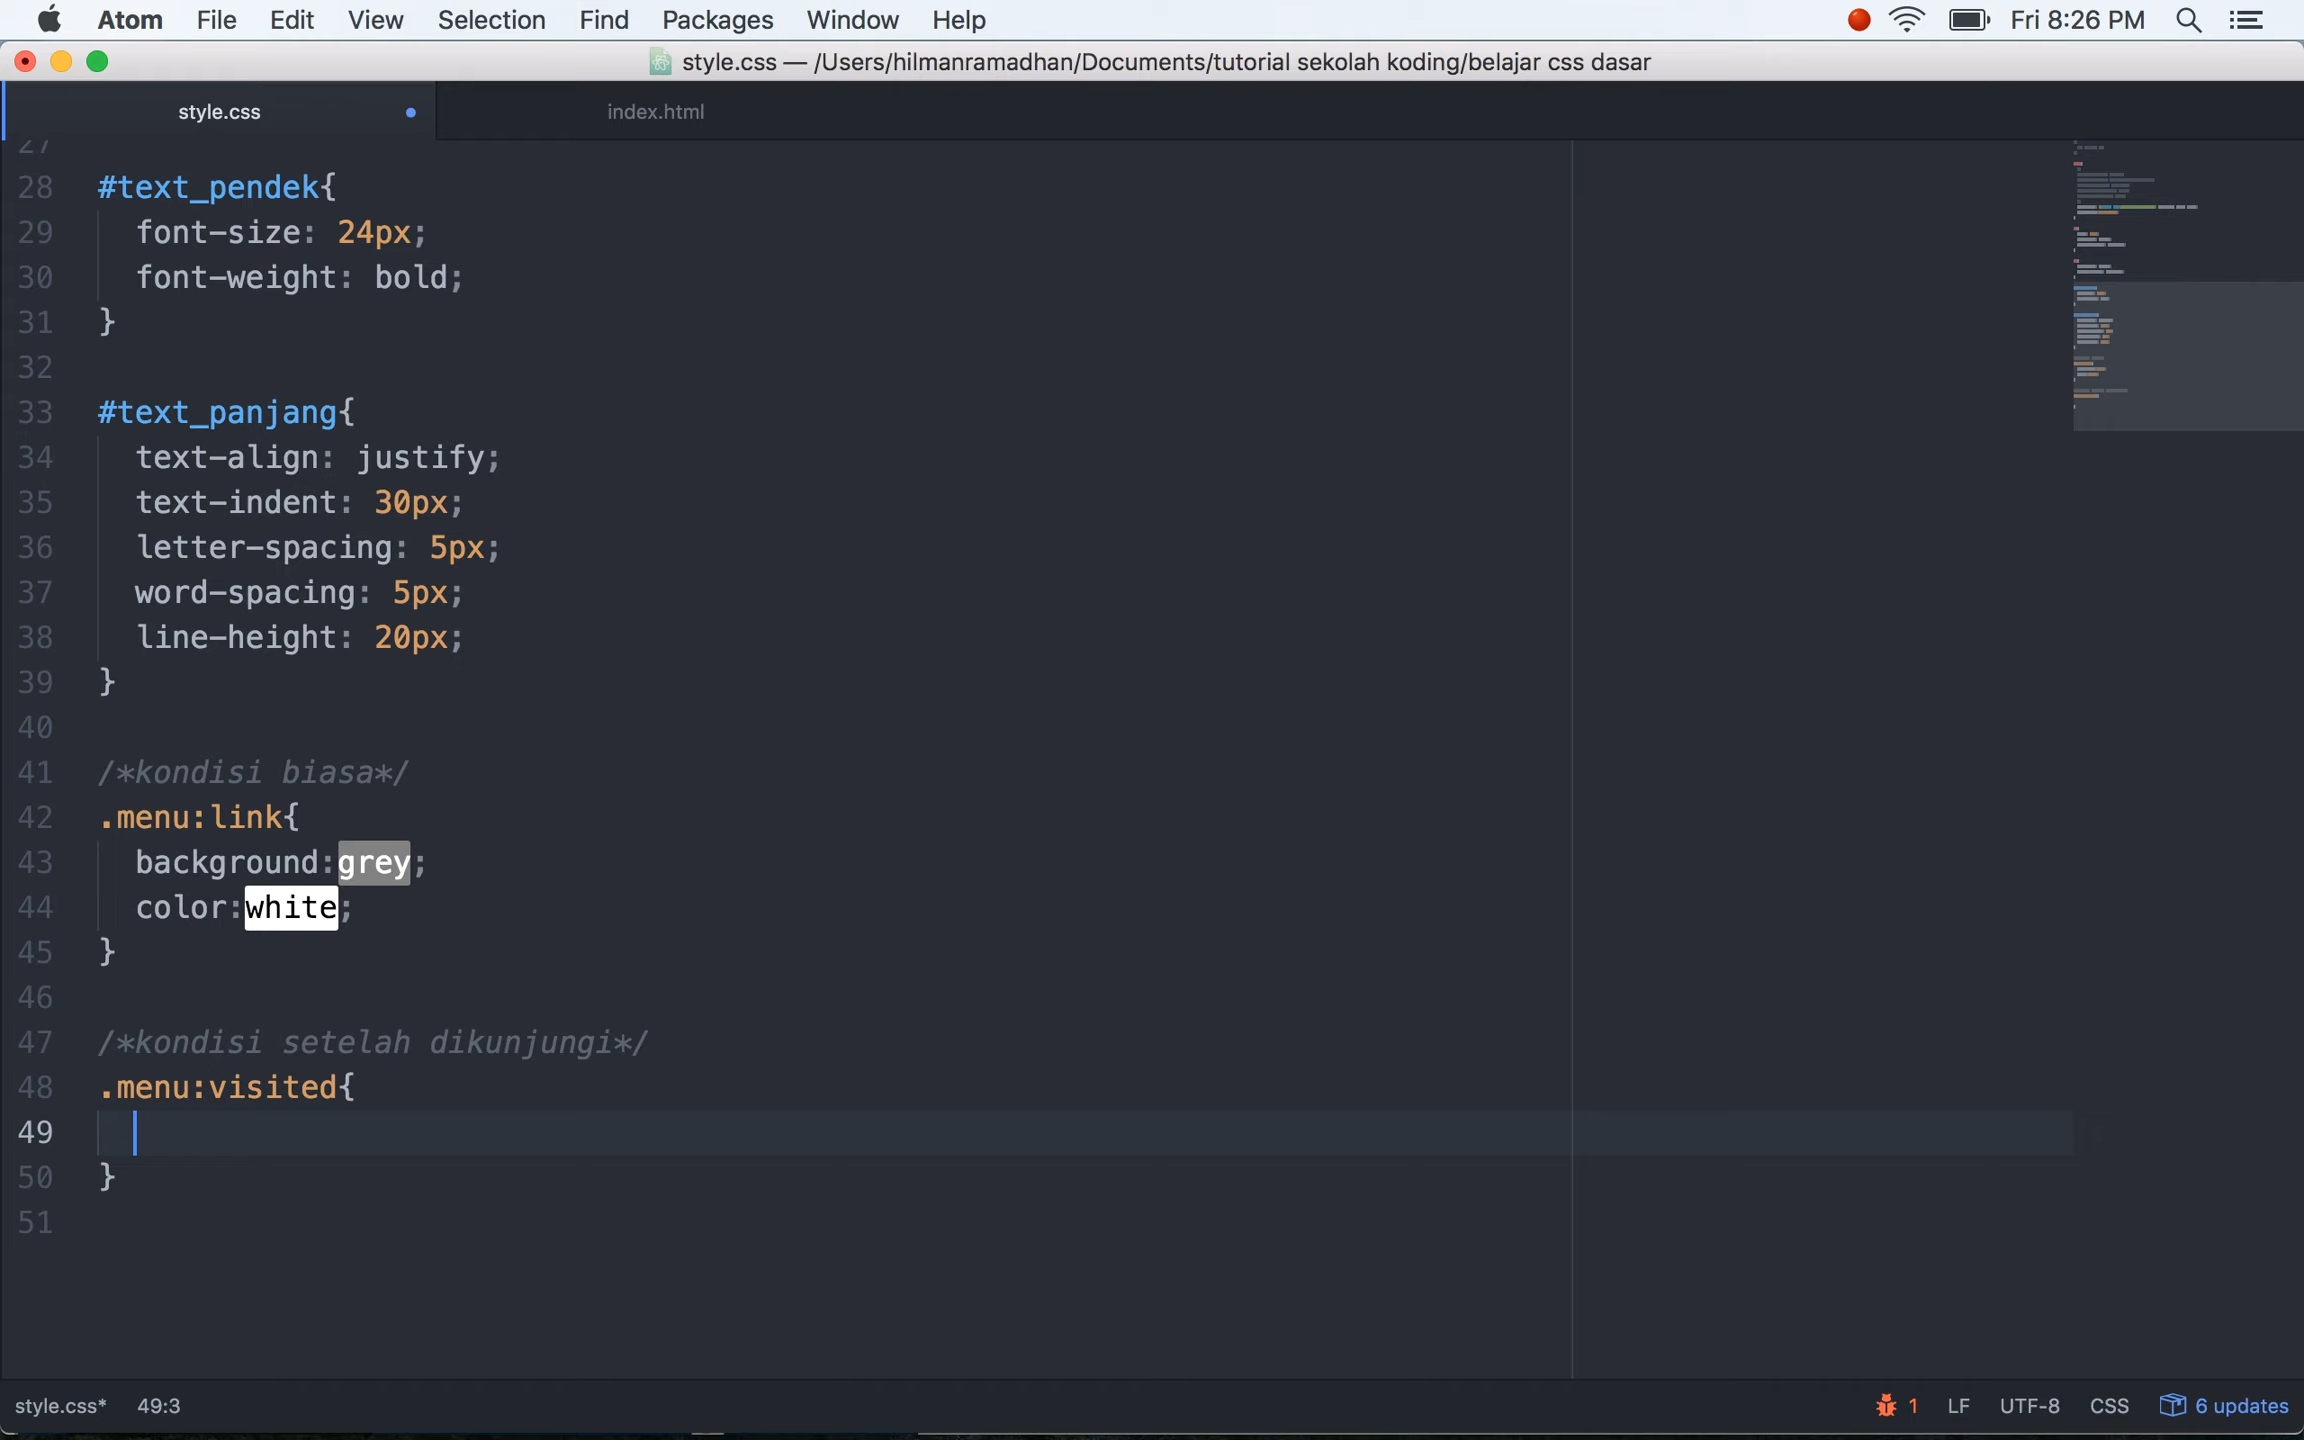 Atom File Edit View Selection Find Packages Window Help Fri 8:26 PM
style.css — /Users/hilmanramadhan/Documents/tutorial sekolah koding/belajar css dasar
style.css index.html
27
28 #text_pendek{
29 font-size: 24px;
30 font-weight: bold;
31 }
32
33 #text_panjang{
34 text-align: justify;
35 text-indent: 30px;
36 letter-spacing: 5px;
37 word-spacing: 5px;
38 line-height: 20px;
39 }
40
41 /*kondisi biasa*/
42 .menu:link{
43 background:grey;
44 color:white;
45 }
46
47 /*kondisi setelah dikunjungi*/
48 .menu:visited{
49
50 }
51
style.css* 49:3 1 LF UTF-8 CSS 6 updates